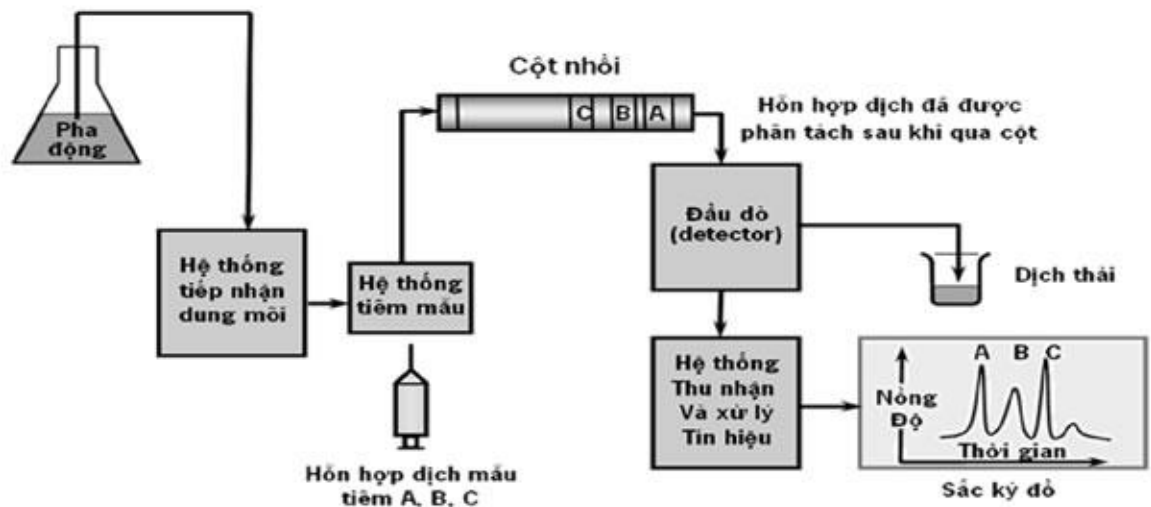 Pha
động
Hệ thống
tiếp nhận
dung môi
Hệ thống
tiêm mẫu
Hỗn hợp dịch mẫu
tiêm A, B, C
Cột nhồi
C B A
Hỗn hợp dịch đã được
phân tách sau khi qua cột
Đầu dò
(detector)
Dịch thải
Hệ thống
Thu nhận
Và xử lý
Tin hiệu
A B C
Nồng
Độ
Thời gian
Sắc ký đồ